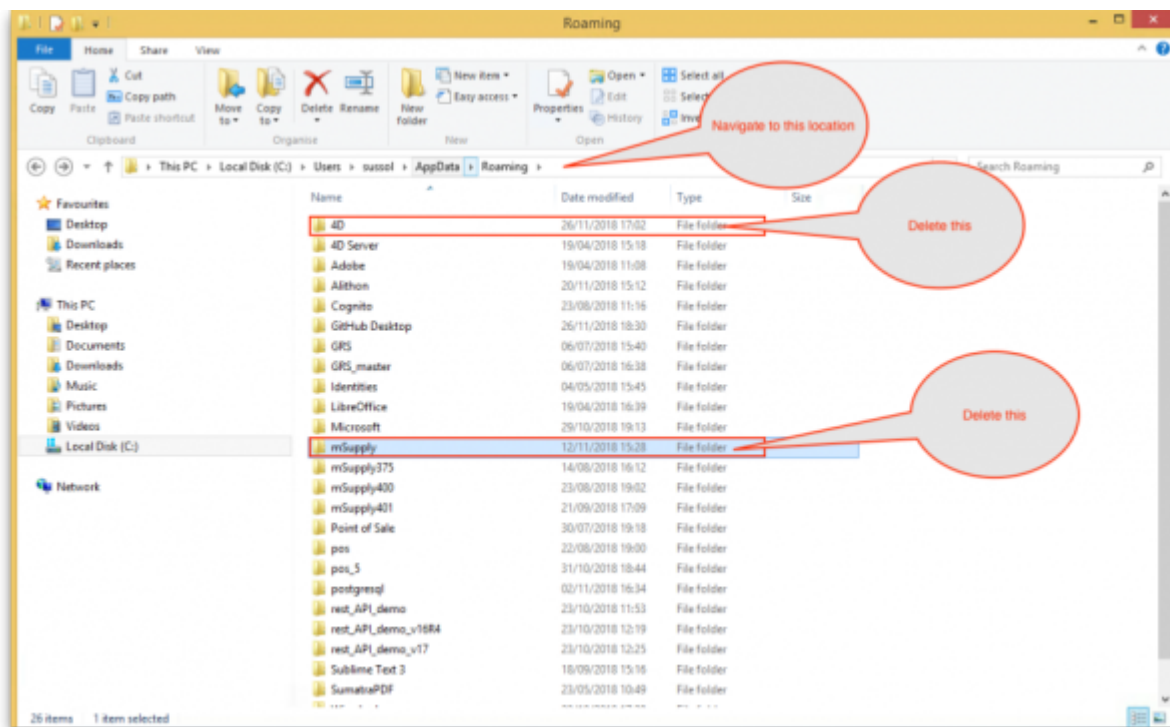 Roaming
File Home Share View
Copy
Paste
Cut
Copy path
Paste shortcut
Clipboard
Move to
Copy to
Delete
Rename
Organise
New folder
New item
Easy access
New
Properties
Open
Edit
History
Open
Select all
Navigate to this location
This PC Local Disk (C:) Users sussol AppData Roaming
Search Roaming
Favourites
Desktop
Downloads
Recent places
This PC
Desktop
Documents
Downloads
Music
Pictures
Videos
Local Disk (C:)
Network
Name Date modified Type Size
4D 26/11/2018 17:02 File folder
Delete this
4D Server 19/04/2018 15:18 File folder
Adobe 19/04/2018 11:08 File folder
Alithon 20/11/2018 15:12 File folder
Cognito 23/08/2018 11:16 File folder
GitHub Desktop 26/11/2018 18:30 File folder
GRS 06/07/2018 15:40 File folder
GRS_master 06/07/2018 16:38 File folder
Identities 04/05/2018 15:45 File folder
LibreOffice 19/04/2018 16:39 File folder
Microsoft 29/10/2018 19:13 File folder
Delete this
mSupply 12/11/2018 15:28 File folder
mSupply375 14/08/2018 16:12 File folder
mSupply400 23/08/2018 19:02 File folder
mSupply401 21/09/2018 17:09 File folder
Point of Sale 30/07/2018 19:18 File folder
pos 22/08/2018 19:00 File folder
pos_5 31/10/2018 18:44 File folder
postgresql 02/11/2018 16:34 File folder
rest_API_demo 23/10/2018 11:53 File folder
rest_API_demo_v16R4 23/10/2018 12:19 File folder
rest_API_demo_v17 23/10/2018 12:25 File folder
Sublime Text 3 18/09/2018 15:16 File folder
SumatraPDF 23/05/2018 10:49 File folder
26 items 1 item selected